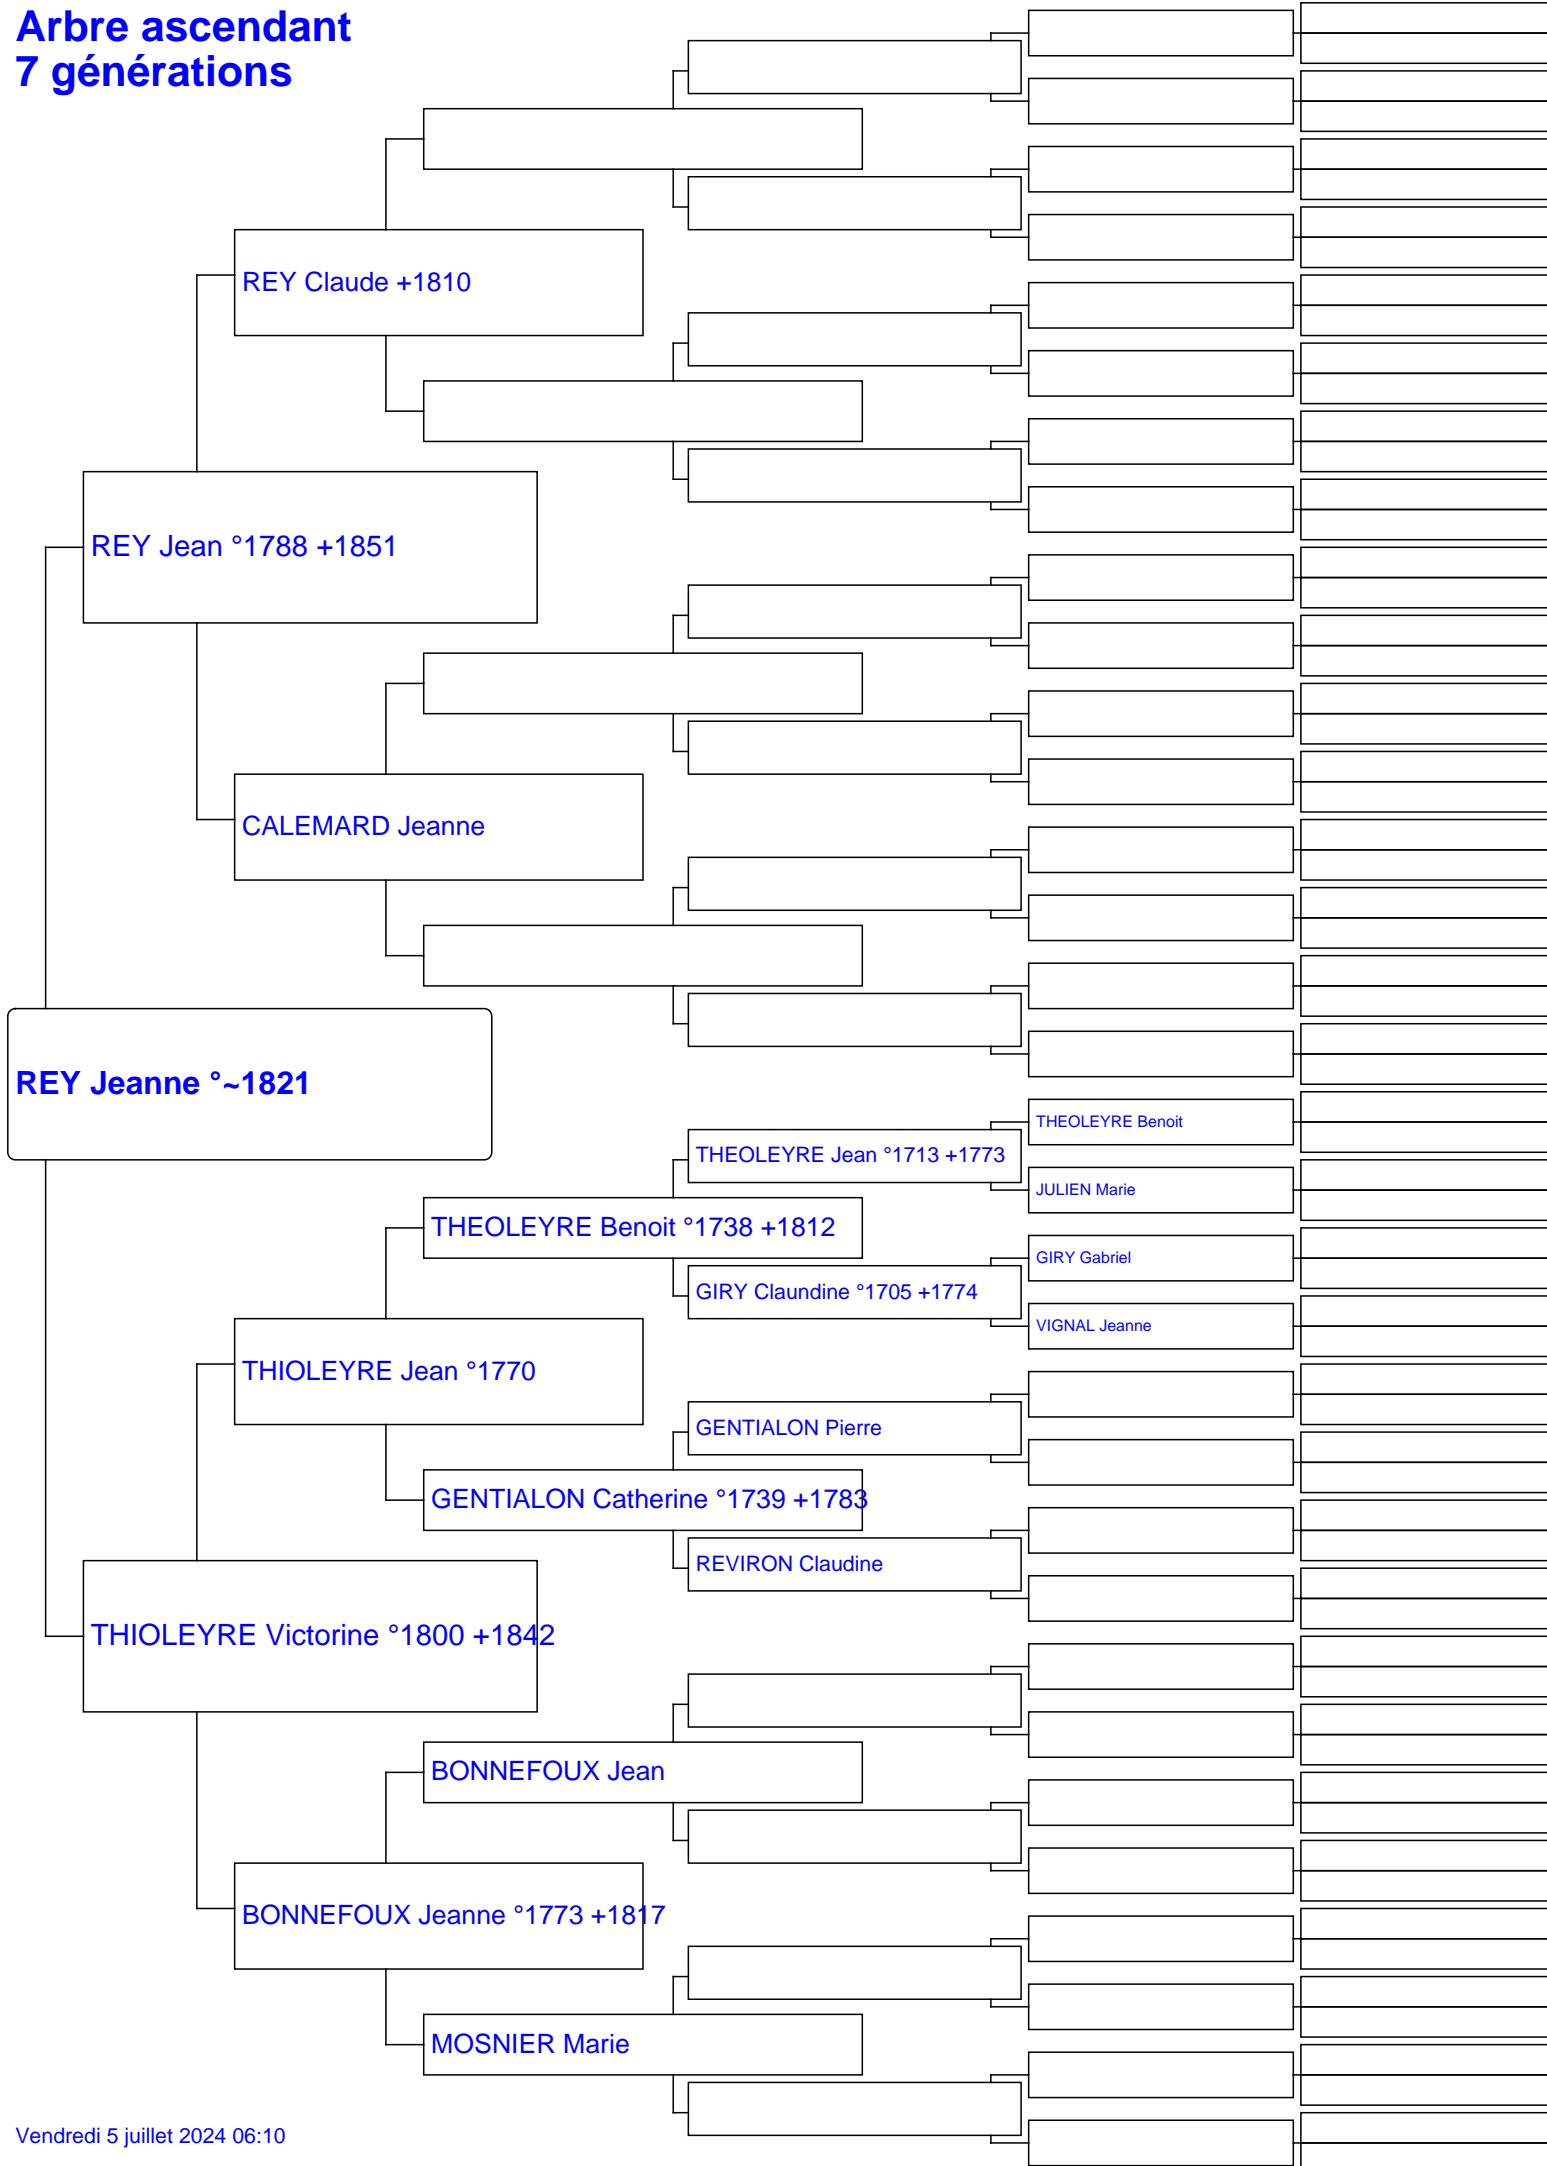 Arbre ascendant
7 générations
REY Claude +1810
REY Jean °1788 +1851
CALEMARD Jeanne
REY Jeanne °~1821
THEOLEYRE Benoit
THEOLEYRE Jean °1713 +1773
JULIEN Marie
THEOLEYRE Benoit °1738 +1812
GIRY Gabriel
GIRY Claundine °1705 +1774
VIGNAL Jeanne
THIOLEYRE Jean °1770
GENTIALON Pierre
GENTIALON Catherine °1739 +1783
REVIRON Claudine
THIOLEYRE Victorine °1800 +1842
BONNEFOUX Jean
BONNEFOUX Jeanne °1773 +1817
MOSNIER Marie
Vendredi 5 juillet 2024 06:10